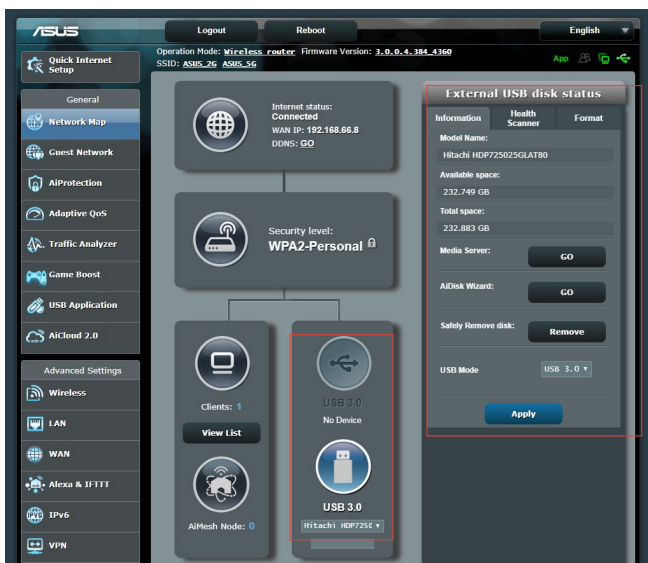 ASUS
Logout
Reboot
English
Operation Mode: Wireless router Firmware Version: 3.0.0.4.384_4360
SSID: ASUS_2G ASUS_5G
App
Quick Internet
Setup
General
Network Map
Guest Network
AiProtection
Adaptive QoS
Traffic Analyzer
Game Boost
USB Application
AiCloud 2.0
Advanced Settings
Wireless
LAN
WAN
Alexa & IFTTT
IPv6
VPN
Internet status:
Connected
WAN IP: 192.168.66.8
DDNS: GO
Security level:
WPA2-Personal
Clients: 1
View List
AiMesh Node: 0
USB 3.0
No Device
USB 3.0
Hitachi HDP725C
External USB disk status
Information
Health
Scanner
Format
Model Name:
Hitachi HDP725025GLAT80
Available space:
232.749 GB
Total space:
232.883 GB
Media Server:
GO
AiDisk Wizard:
GO
Safely Remove disk:
Remove
USB Mode
USB 3.0
Apply